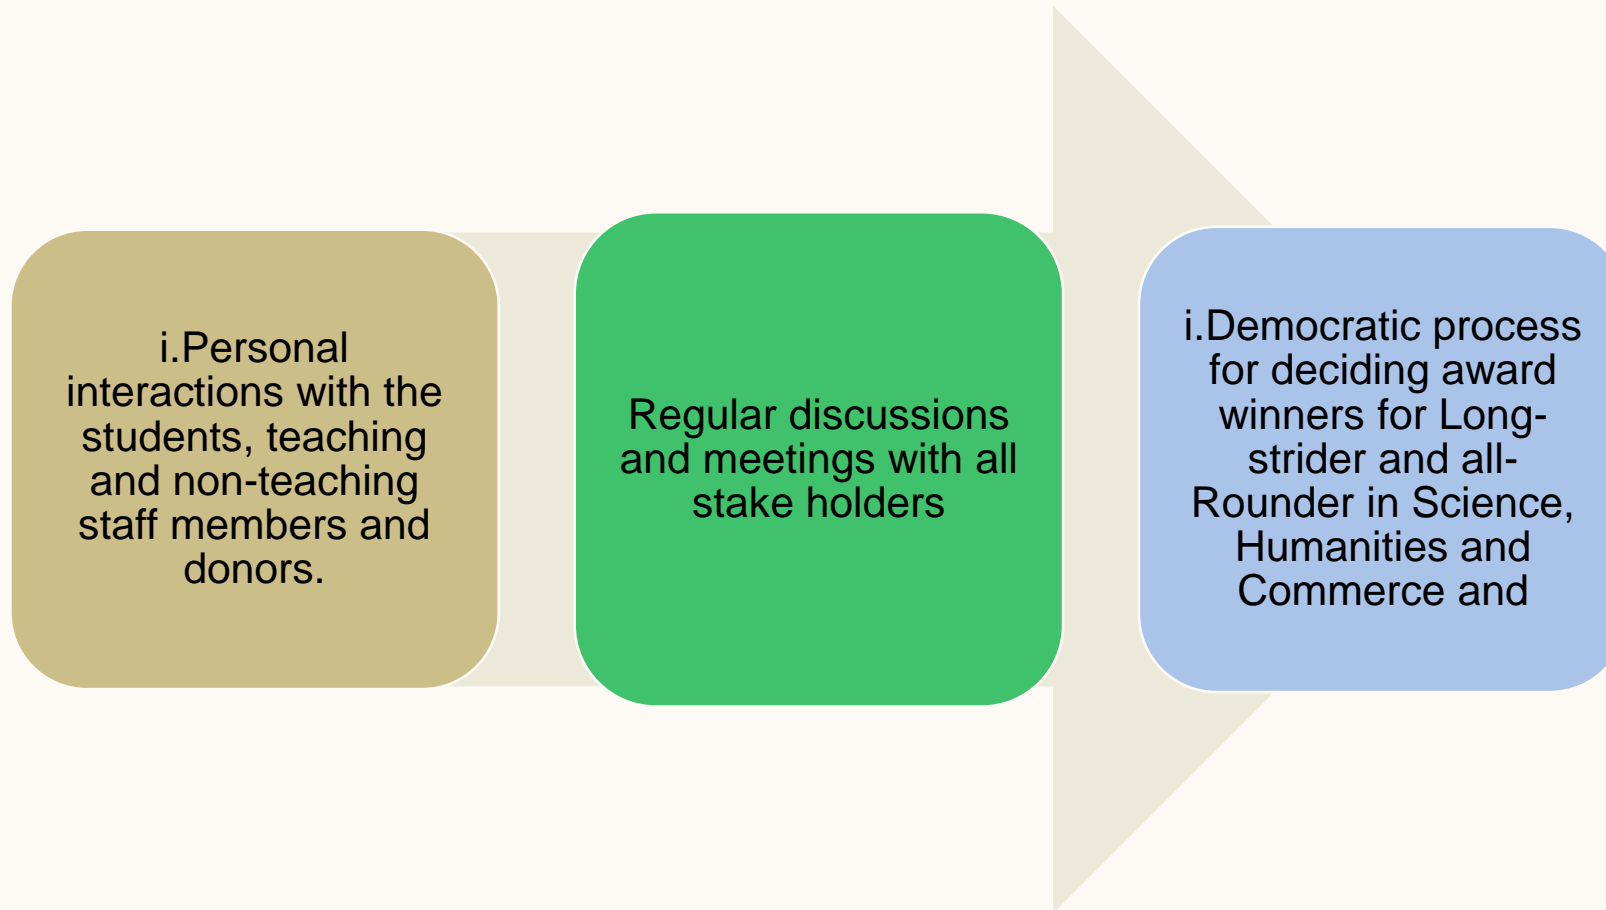 i.Personal
interactions with the
students, teaching
and non-teaching
staff members and
donors.
Regular discussions
and meetings with all
stake holders
i.Democratic process
for deciding award
winners for Long-
strider and all-
Rounder in Science,
Humanities and
Commerce and